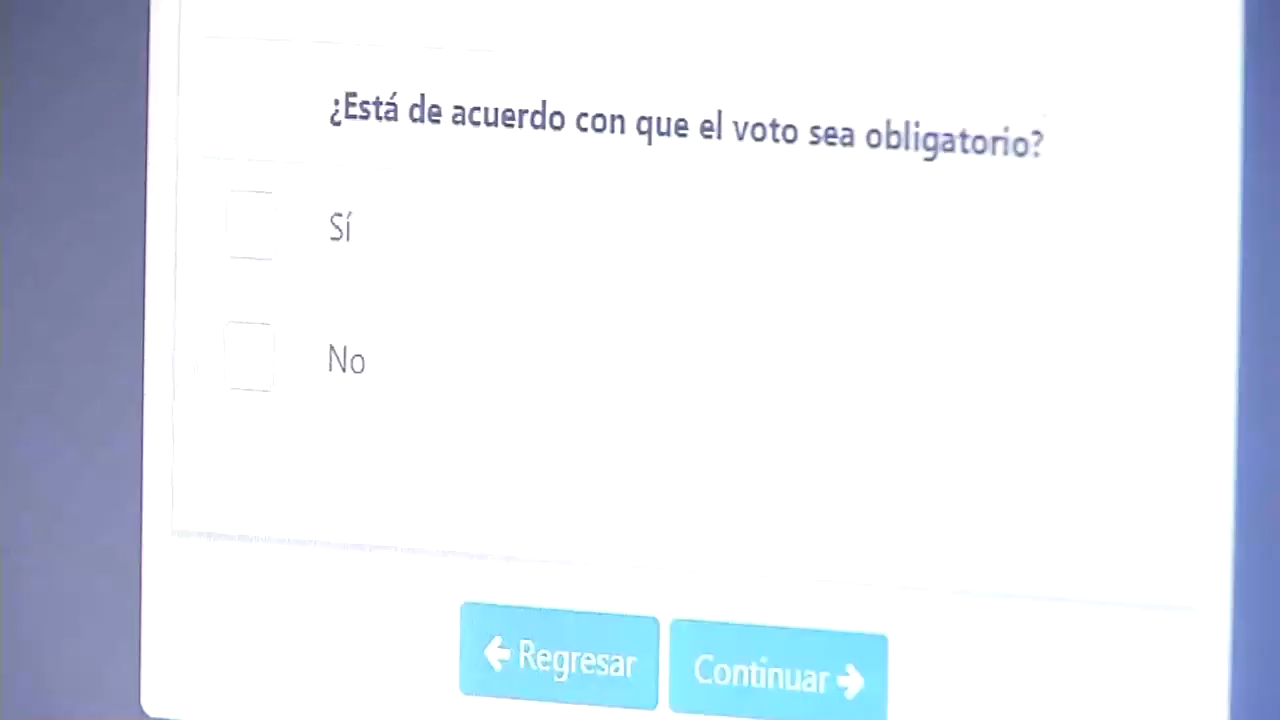 ¿Está de acuerdo con que el voto sea obligatorio?
Sí
No
Regresar
Continuar